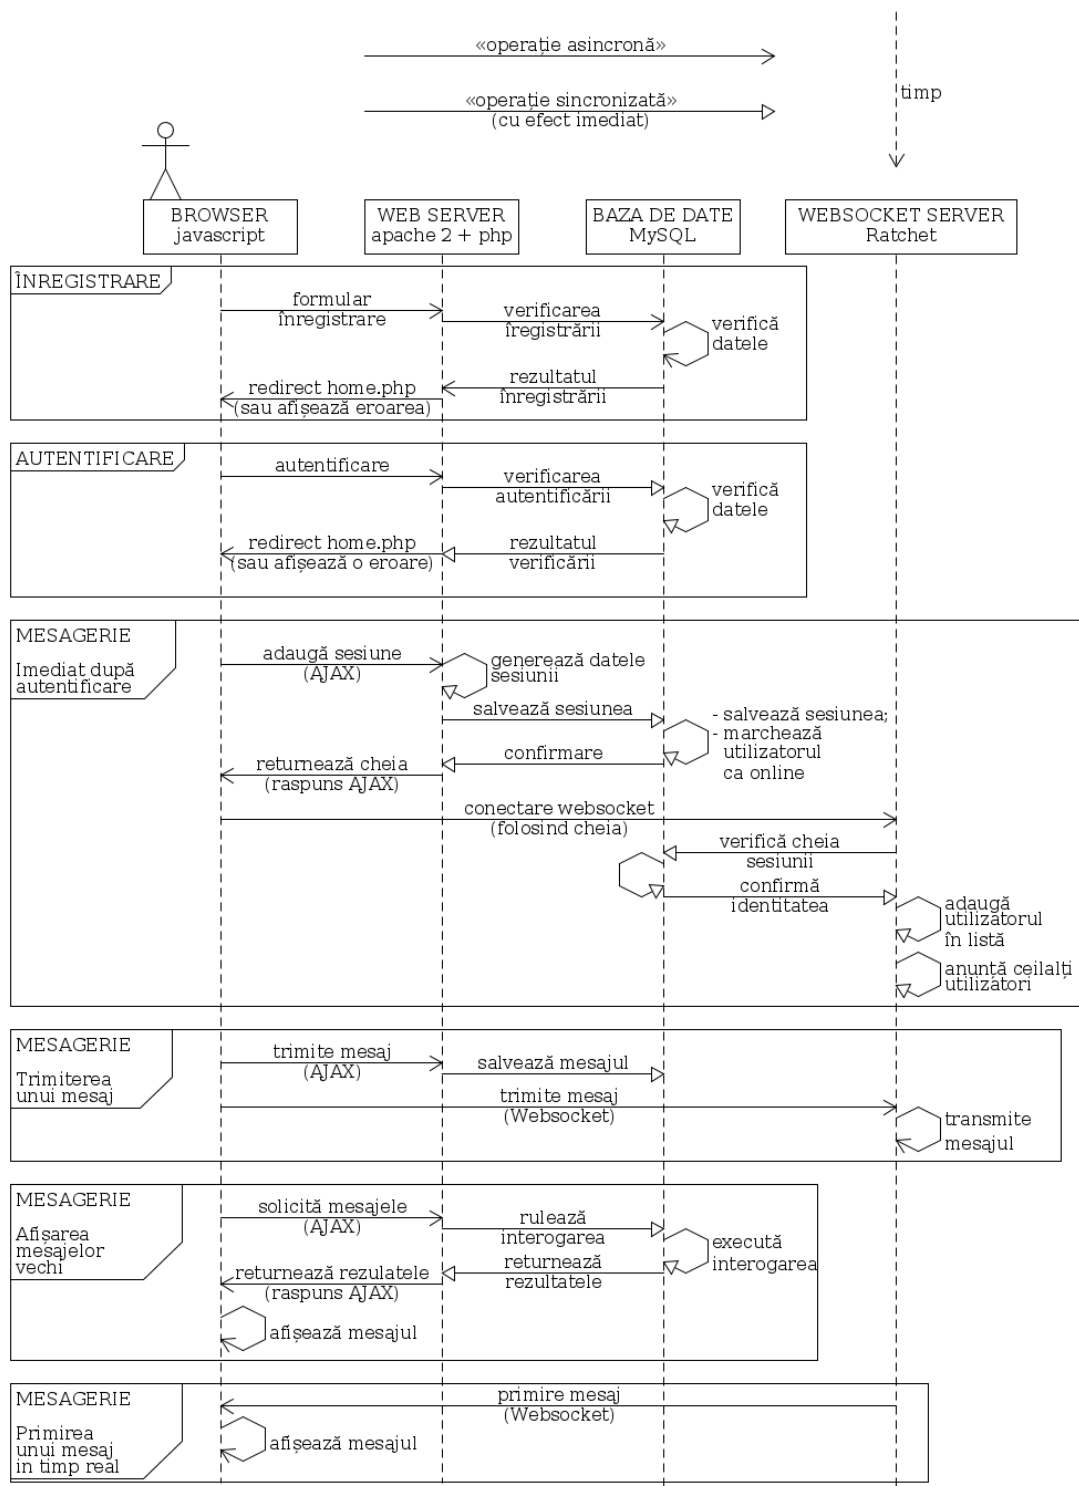 «operație asincronă»
«operație sincronizată»
(cu efect imediat)
timp
BROWSER
javascript
WEB SERVER
apache 2 + php
BAZA DE DATE
MySQL
WEBSOCKET SERVER
Ratchet
ÎNREGISTRARE
formular
înregistrare
verificarea
îregistrării
verifică
datele
rezultatul
înregistrării
redirect home.php
(sau afișează eroarea)
AUTENTIFICARE
autentificare
verificarea
autentificării
verifică
datele
redirect home.php
(sau afișează o eroare)
rezultatul
verificării
MESAGERIE
Imediat după
autentificare
adaugă sesiune
(AJAX)
generează datele
sesiunii
salvează sesiunea
- salvează sesiunea;
- marchează
utilizatorul
ca online
confirmare
returnează cheia
(raspuns AJAX)
conectare websocket
(folosind cheia)
verifică cheia
sesiunii
confirmă
identitatea
adaugă
utilizatorul
în listă
anunță ceilalți
utilizatori
MESAGERIE
Trimiterea
unui mesaj
trimite mesaj
(AJAX)
salvează mesajul
trimite mesaj
(Websocket)
transmite
mesajul
MESAGERIE
Afișarea
mesajelor
vechi
solicită mesajele
(AJAX)
rulează
interogarea
execută
interogarea
returnează
rezultatele
returnează rezulatele
(raspuns AJAX)
afișează mesajul
MESAGERIE
Primirea
unui mesaj
in timp real
primire mesaj
(Websocket)
afișează mesajul